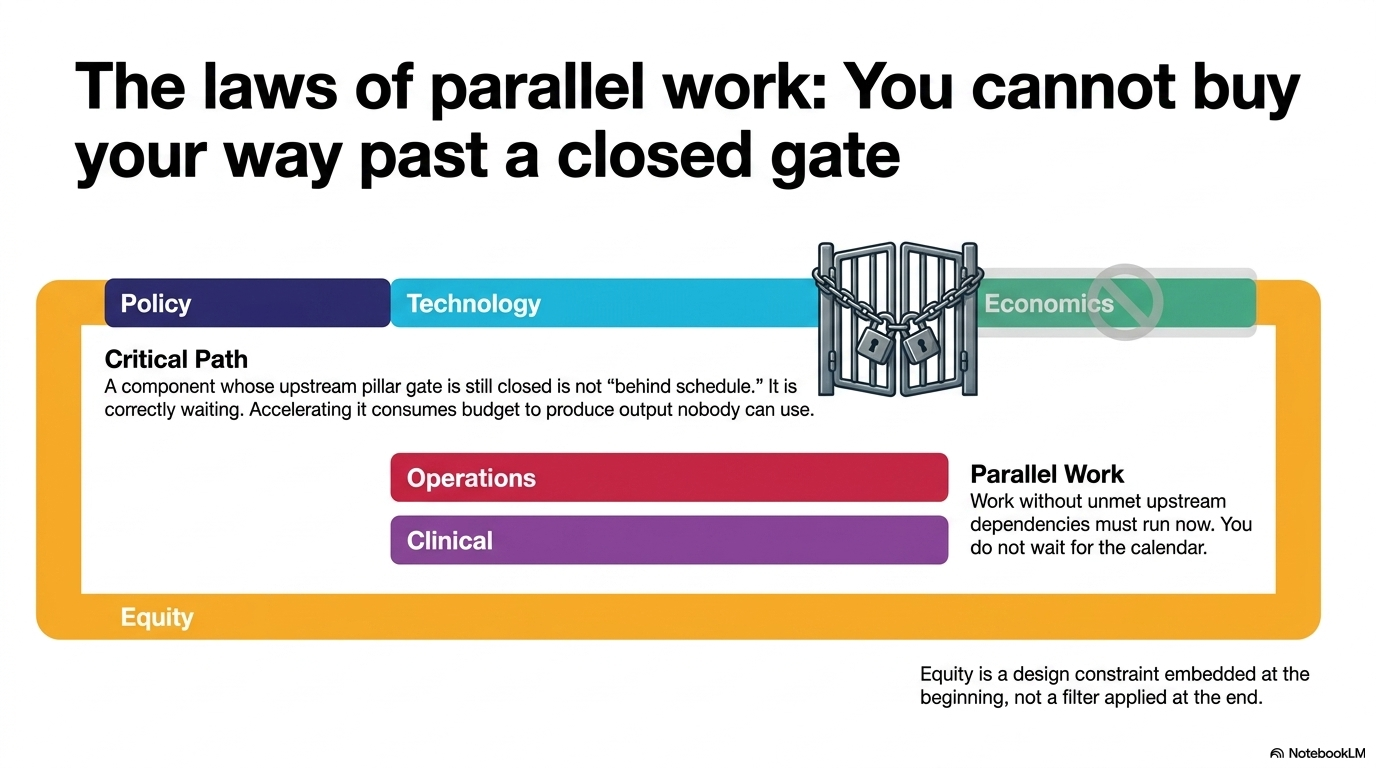 The laws of parallel work: You cannot buy
your way past a closed gate
Policy
Technology
Economics
Critical Path
A component whose upstream pillar gate is still closed is not “behind schedule.” It is
correctly waiting. Accelerating it consumes budget to produce output nobody can use.
Operations
Clinical
Parallel Work
Work without unmet upstream
dependencies must run now. You
do not wait for the calendar.
Equity
Equity is a design constraint embedded at the
beginning, not a filter applied at the end.
NotebookLM